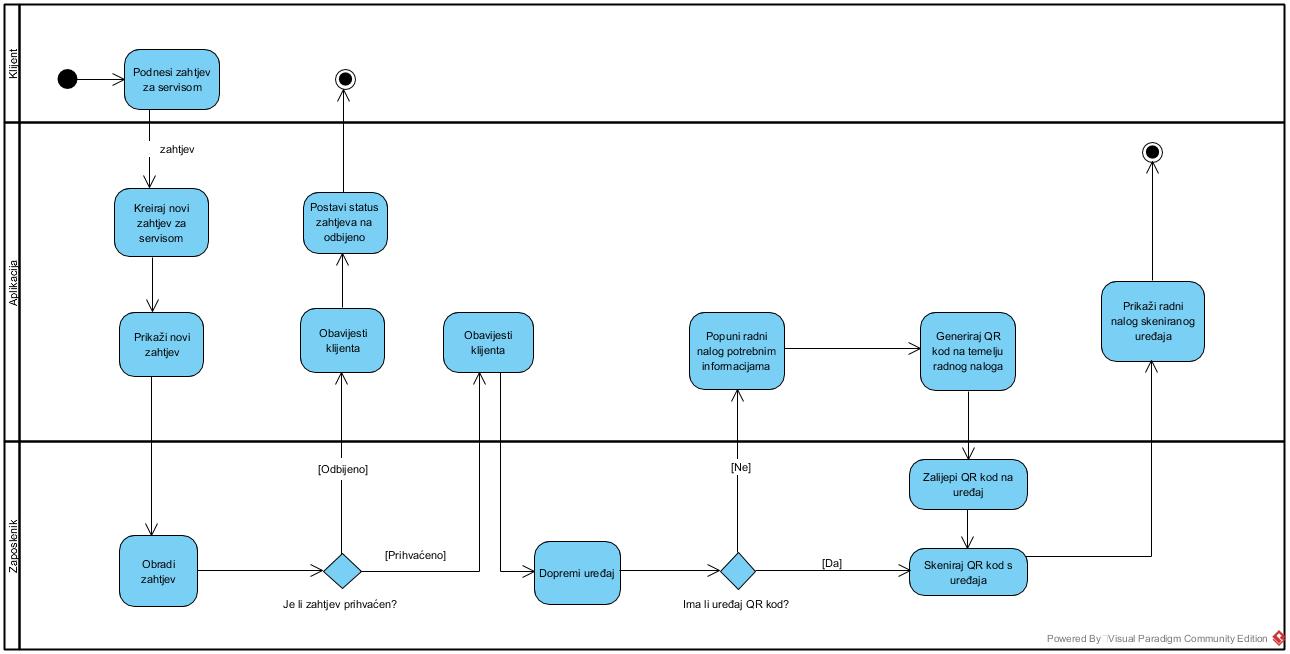 Klijent
Podnesi zahtjev
za servisom
zahtjev
Aplikacija
Kreiraj novi
zahtjev za
servisom
Postavi status
zahtjeva na
odbijeno
Prikaži novi
zahtjev
Obavijesti
klijenta
Obavijesti
klijenta
Popuni radni
nalog potrebnim
informacijama
Generiraj QR
kod na temelju
radnog naloga
Prikaži radni
nalog skeniranog
uređaja
Zaposlenik
[Odbijeno]
[Ne]
Zalijepi QR kod na
uređaj
Obradi
zahtjev
[Prihvaćeno]
Dopremi uređaj
[Da]
Skeniraj QR kod s
uređaja
Je li zahtjev prihvaćen?
Ima li uređaj QR kod?
Powered By Visual Paradigm Community Edition